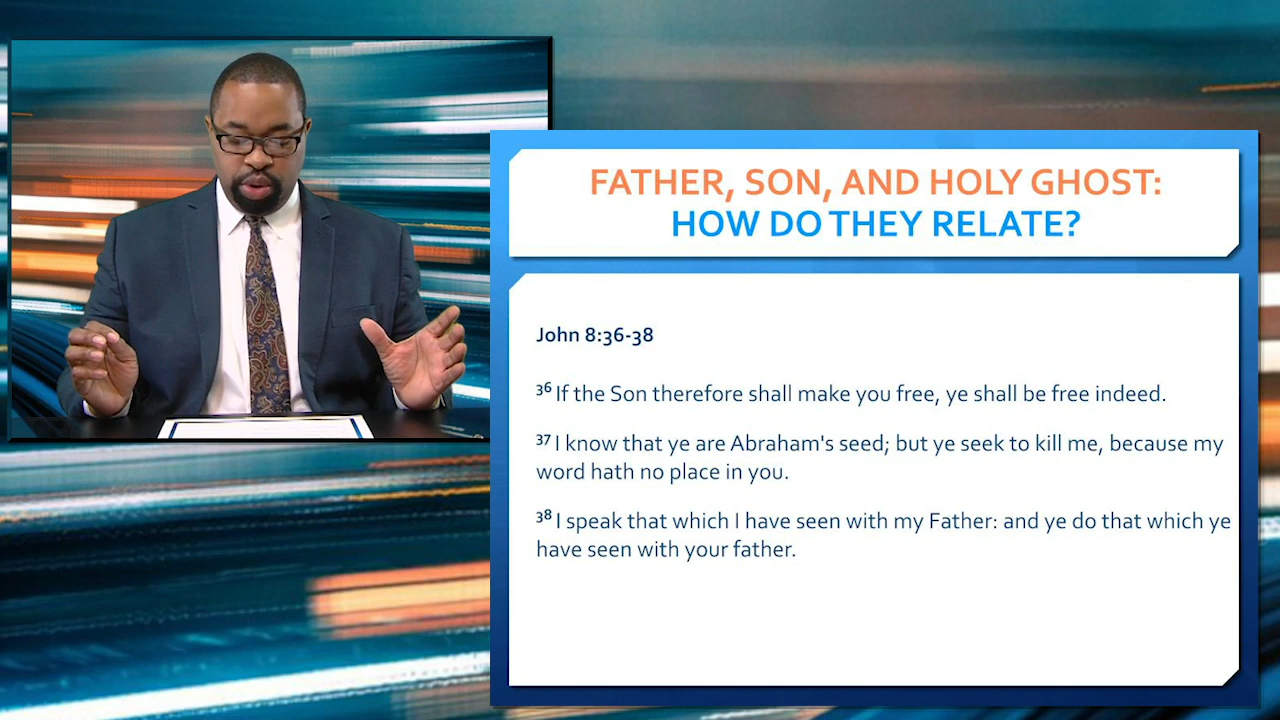 FATHER, SON, AND HOLY GHOST:
HOW DO THEY RELATE?
John 8:36-38
36 If the Son therefore shall make you free, ye shall be free indeed.
37 I know that ye are Abraham's seed; but ye seek to kill me, because my
word hath no place in you.
38 I speak that which I have seen with my Father: and ye do that which ye
have seen with your father.